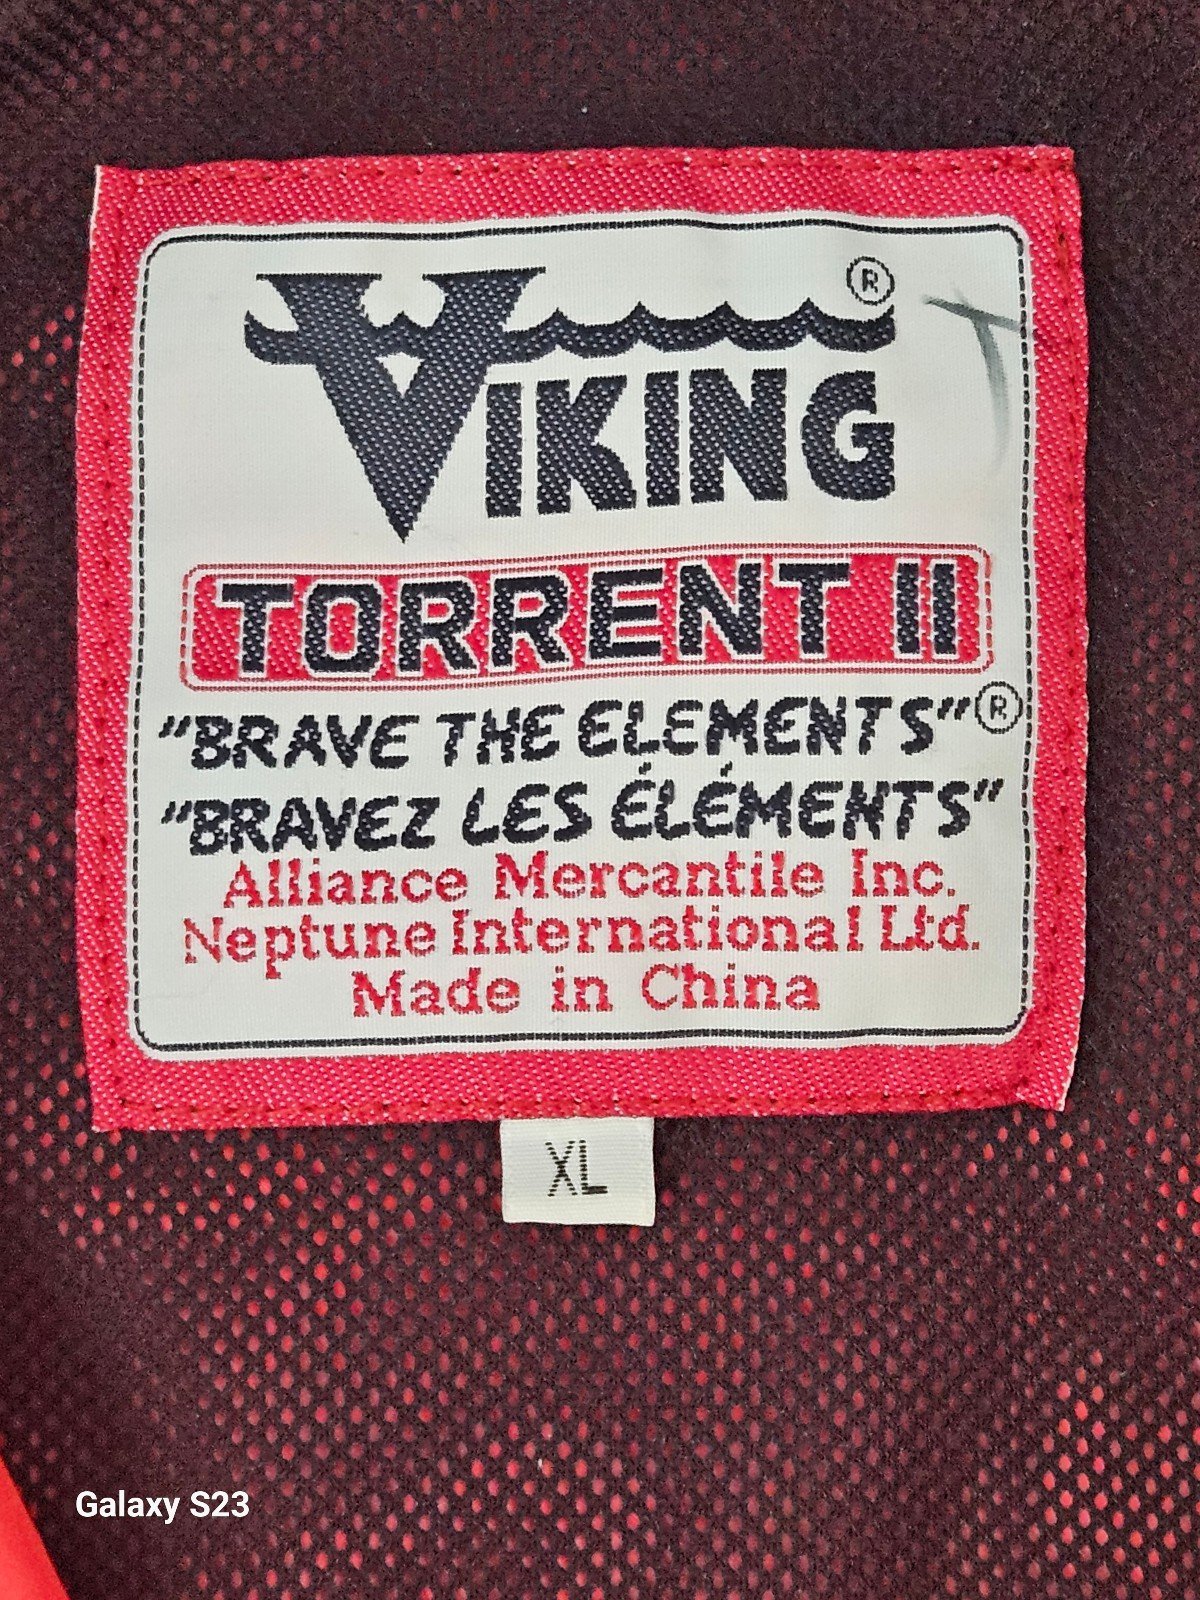 VIKING®
TORRENT II
"BRAVE THE ELEMENTS"®
"BRAVEZ LES ÉLÉMENTS"
Alliance Mercantile Inc.
Neptune International Ltd.
Made in China
XL
Galaxy S23